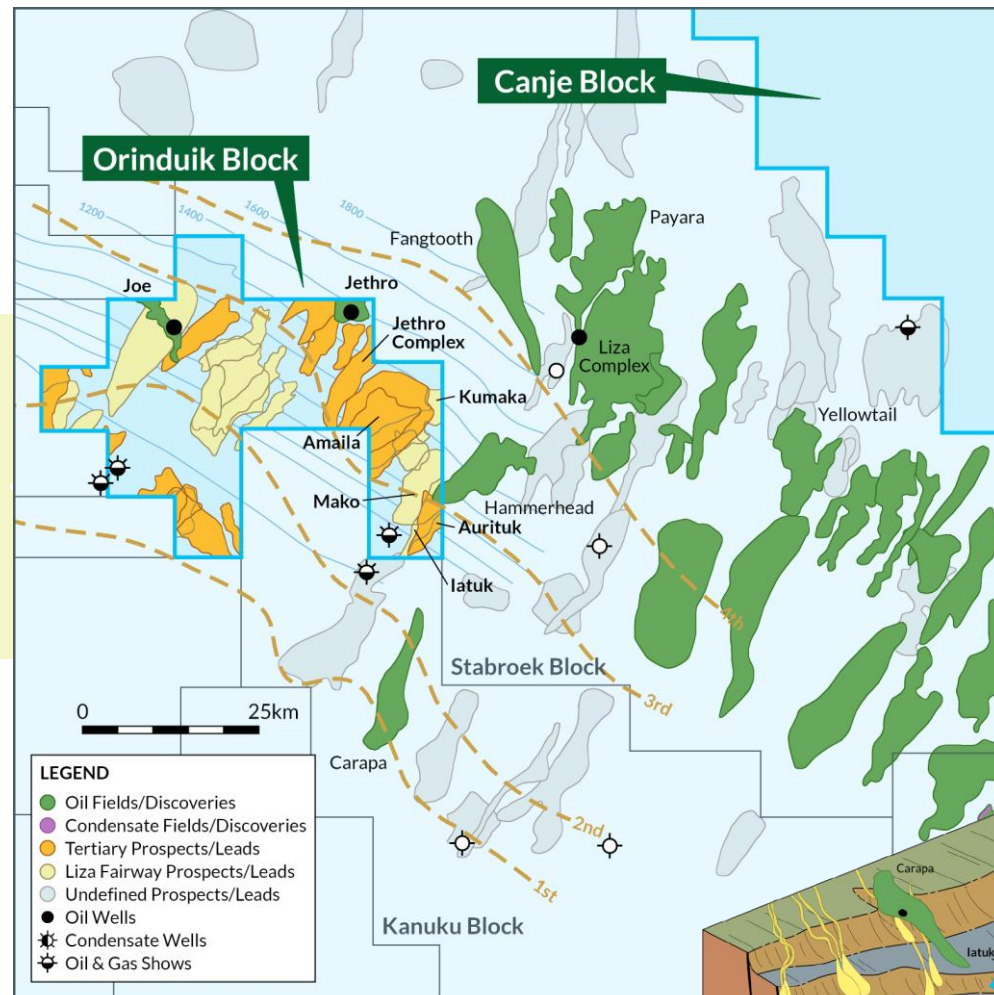 Canje Block
Orinduik Block
1200
1400
1600
1800
Payara
Fangtooth
Joe
Jethro
Jethro
Complex
Liza
Complex
Kumaka
Yellowtail
Amaila
Mako
Hammerhead
Aurituk
Iatuk
4th
Stabroek Block
3rd
0
25km
Carapa
LEGEND
Oil Fields/Discoveries
Condensate Fields/Discoveries
Tertiary Prospects/Leads
Liza Fairway Prospects/Leads
Undefined Prospects/Leads
Oil Wells
Condensate Wells
Oil & Gas Shows
2nd
1st
Kanuku Block
Carapa
Iatuk